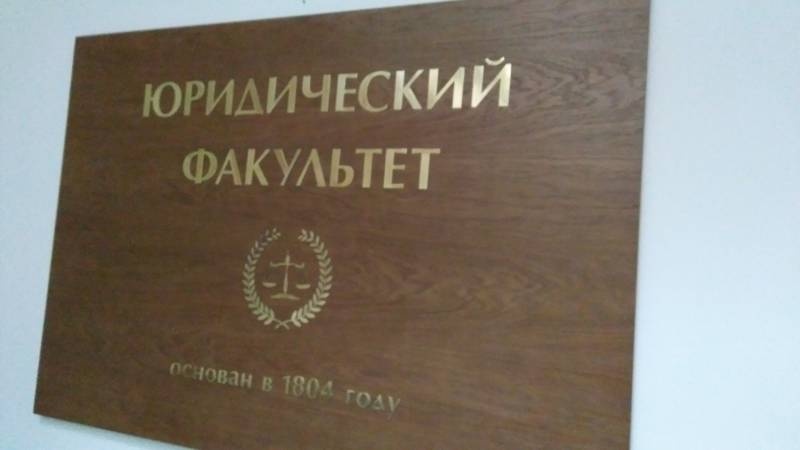 ЮРИДИЧЕСКИЙ
ФАКУЛЬТЕТ
основан в 1804 году